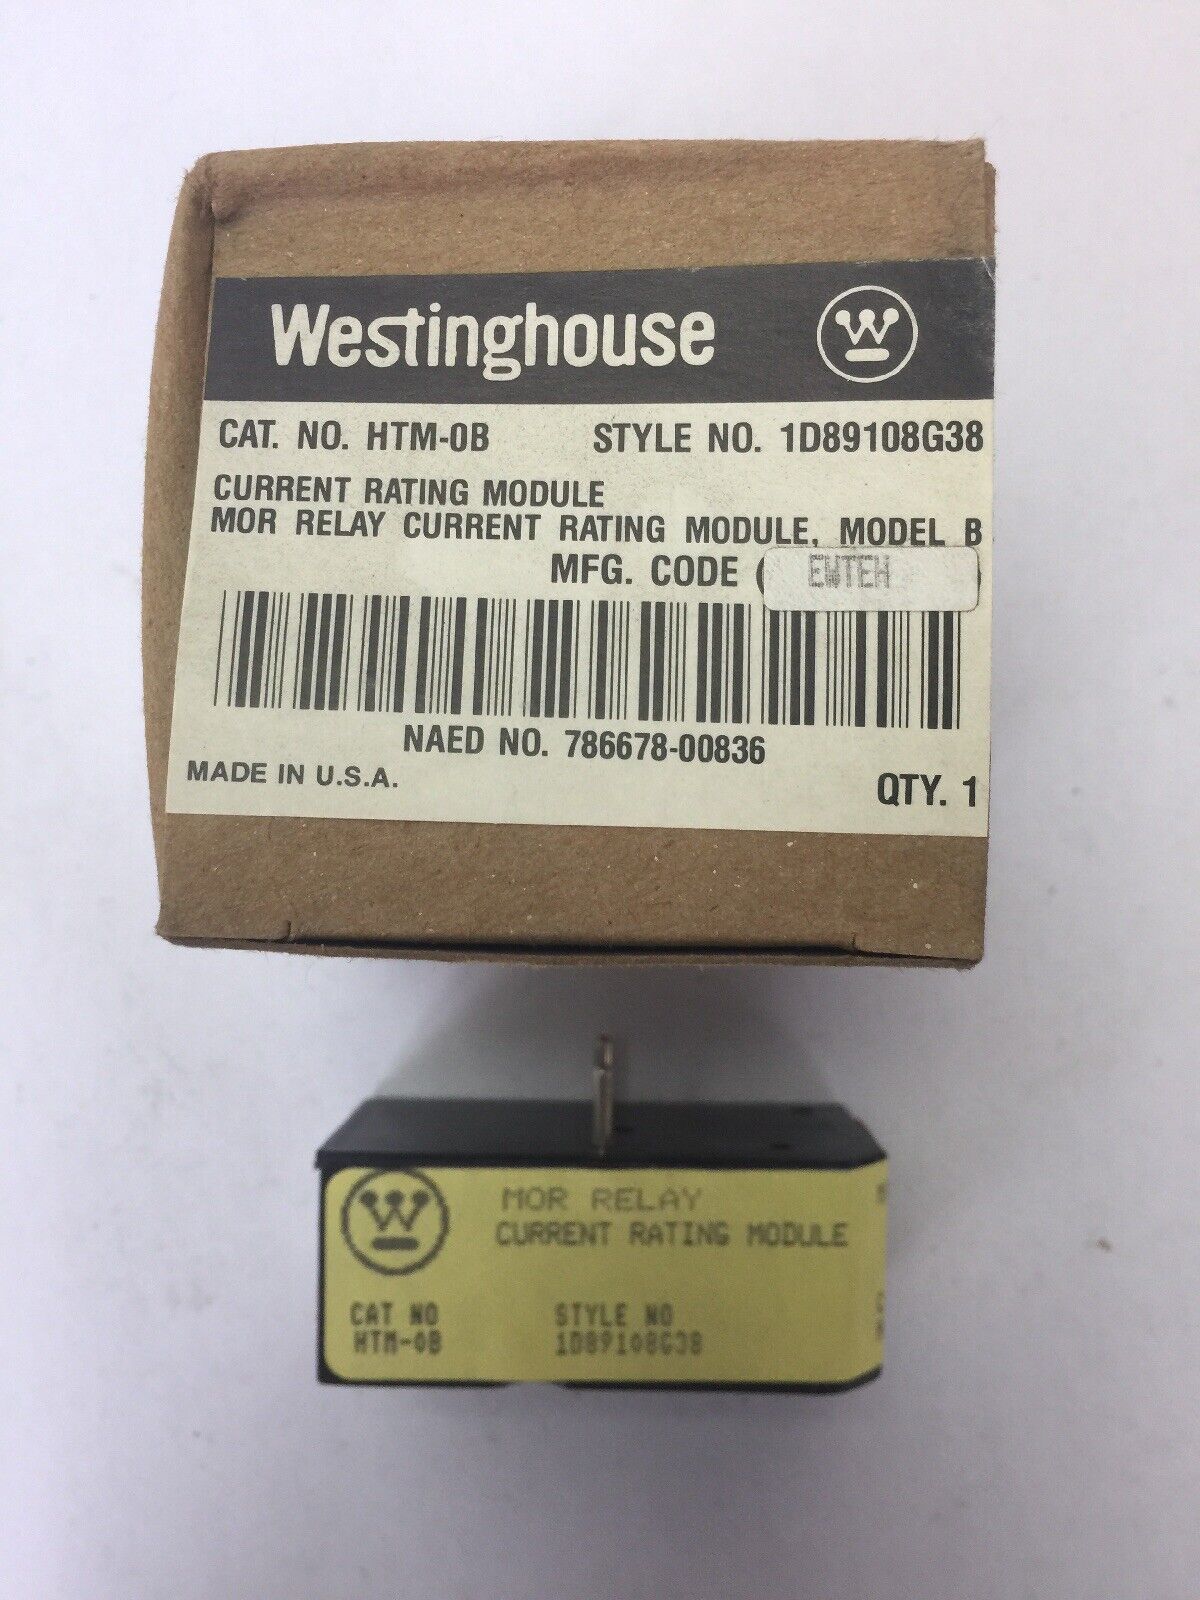 Westinghouse W
CAT. NO. HTM-0B STYLE NO. 1D89108G38
CURRENT RATING MODULE
MOR RELAY CURRENT RATING MODULE, MODEL B
MFG. CODE ( EWTEH )
NAED NO. 786678-00836
MADE IN U.S.A.
QTY. 1
W
MOR RELAY
CURRENT RATING MODULE
CAT NO STYLE NO
HTM-0B 1D89108G38